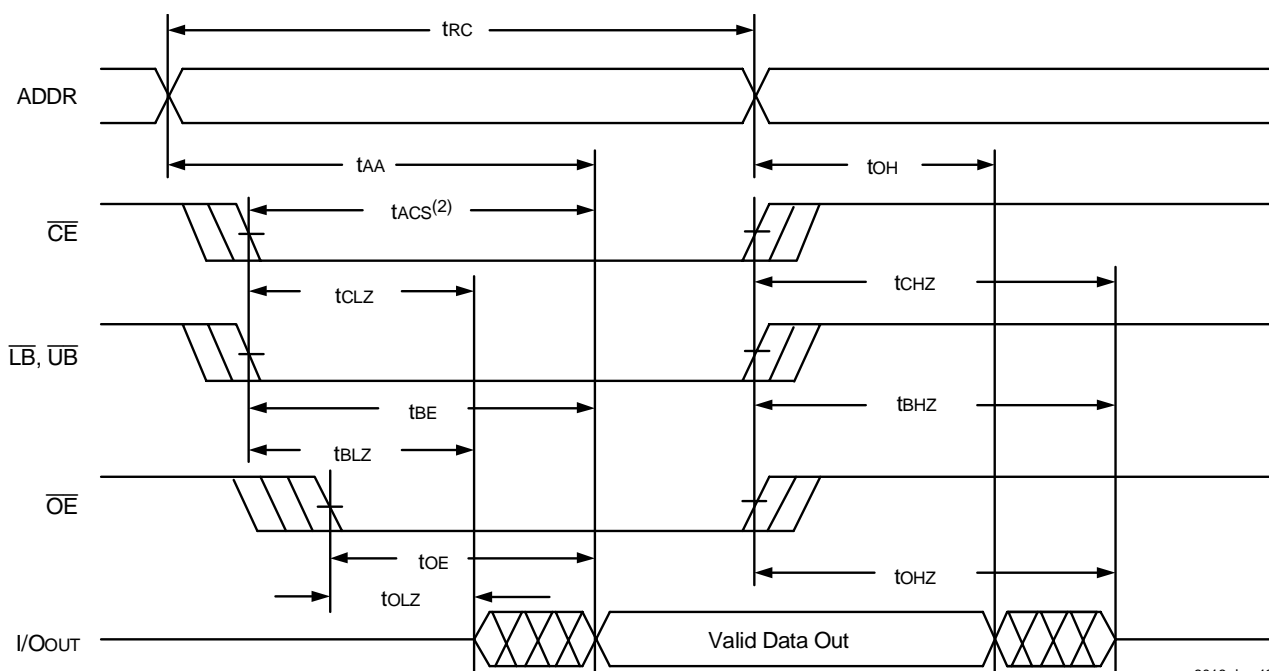 tRC
ADDR
tAA
tOH
tACS(2)
CE
tCLZ
tCHZ
LB, UB
tBE
tBHZ
tBLZ
OE
tOE
tOHZ
tOLZ
I/OOUT
Valid Data Out